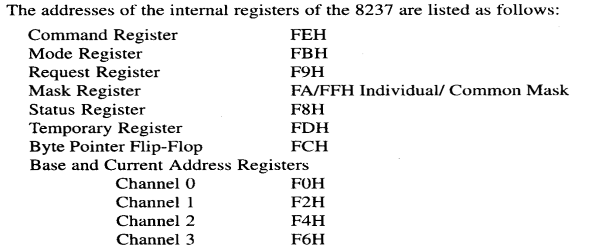 The addresses of the internal registers of the 8237 are listed as follows:
Command Register FEH
Mode Register FBH
Request Register F9H
Mask Register FA/FFH Individual/ Common Mask
Status Register F8H
Temporary Register FDH
Byte Pointer Flip-Flop FCH
Base and Current Address Registers
Channel 0 F0H
Channel 1 F2H
Channel 2 F4H
Channel 3 F6H